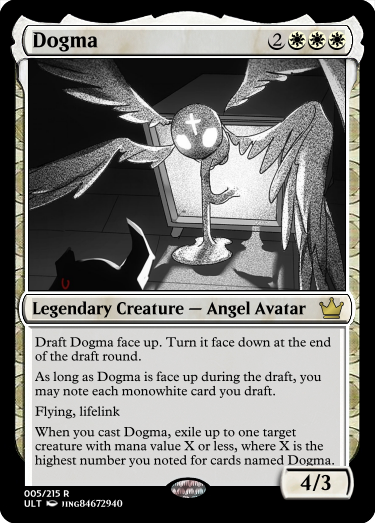 Dogma 2
Legendary Creature — Angel Avatar
Draft Dogma face up. Turn it face down at the end
of the draft round.
As long as Dogma is face up during the draft, you
may note each monowhite card you draft.
Flying, lifelink
When you cast Dogma, exile up to one target
creature with mana value X or less, where X is the
highest number you noted for cards named Dogma.
4/3
005/215 R
ULT JING84672940